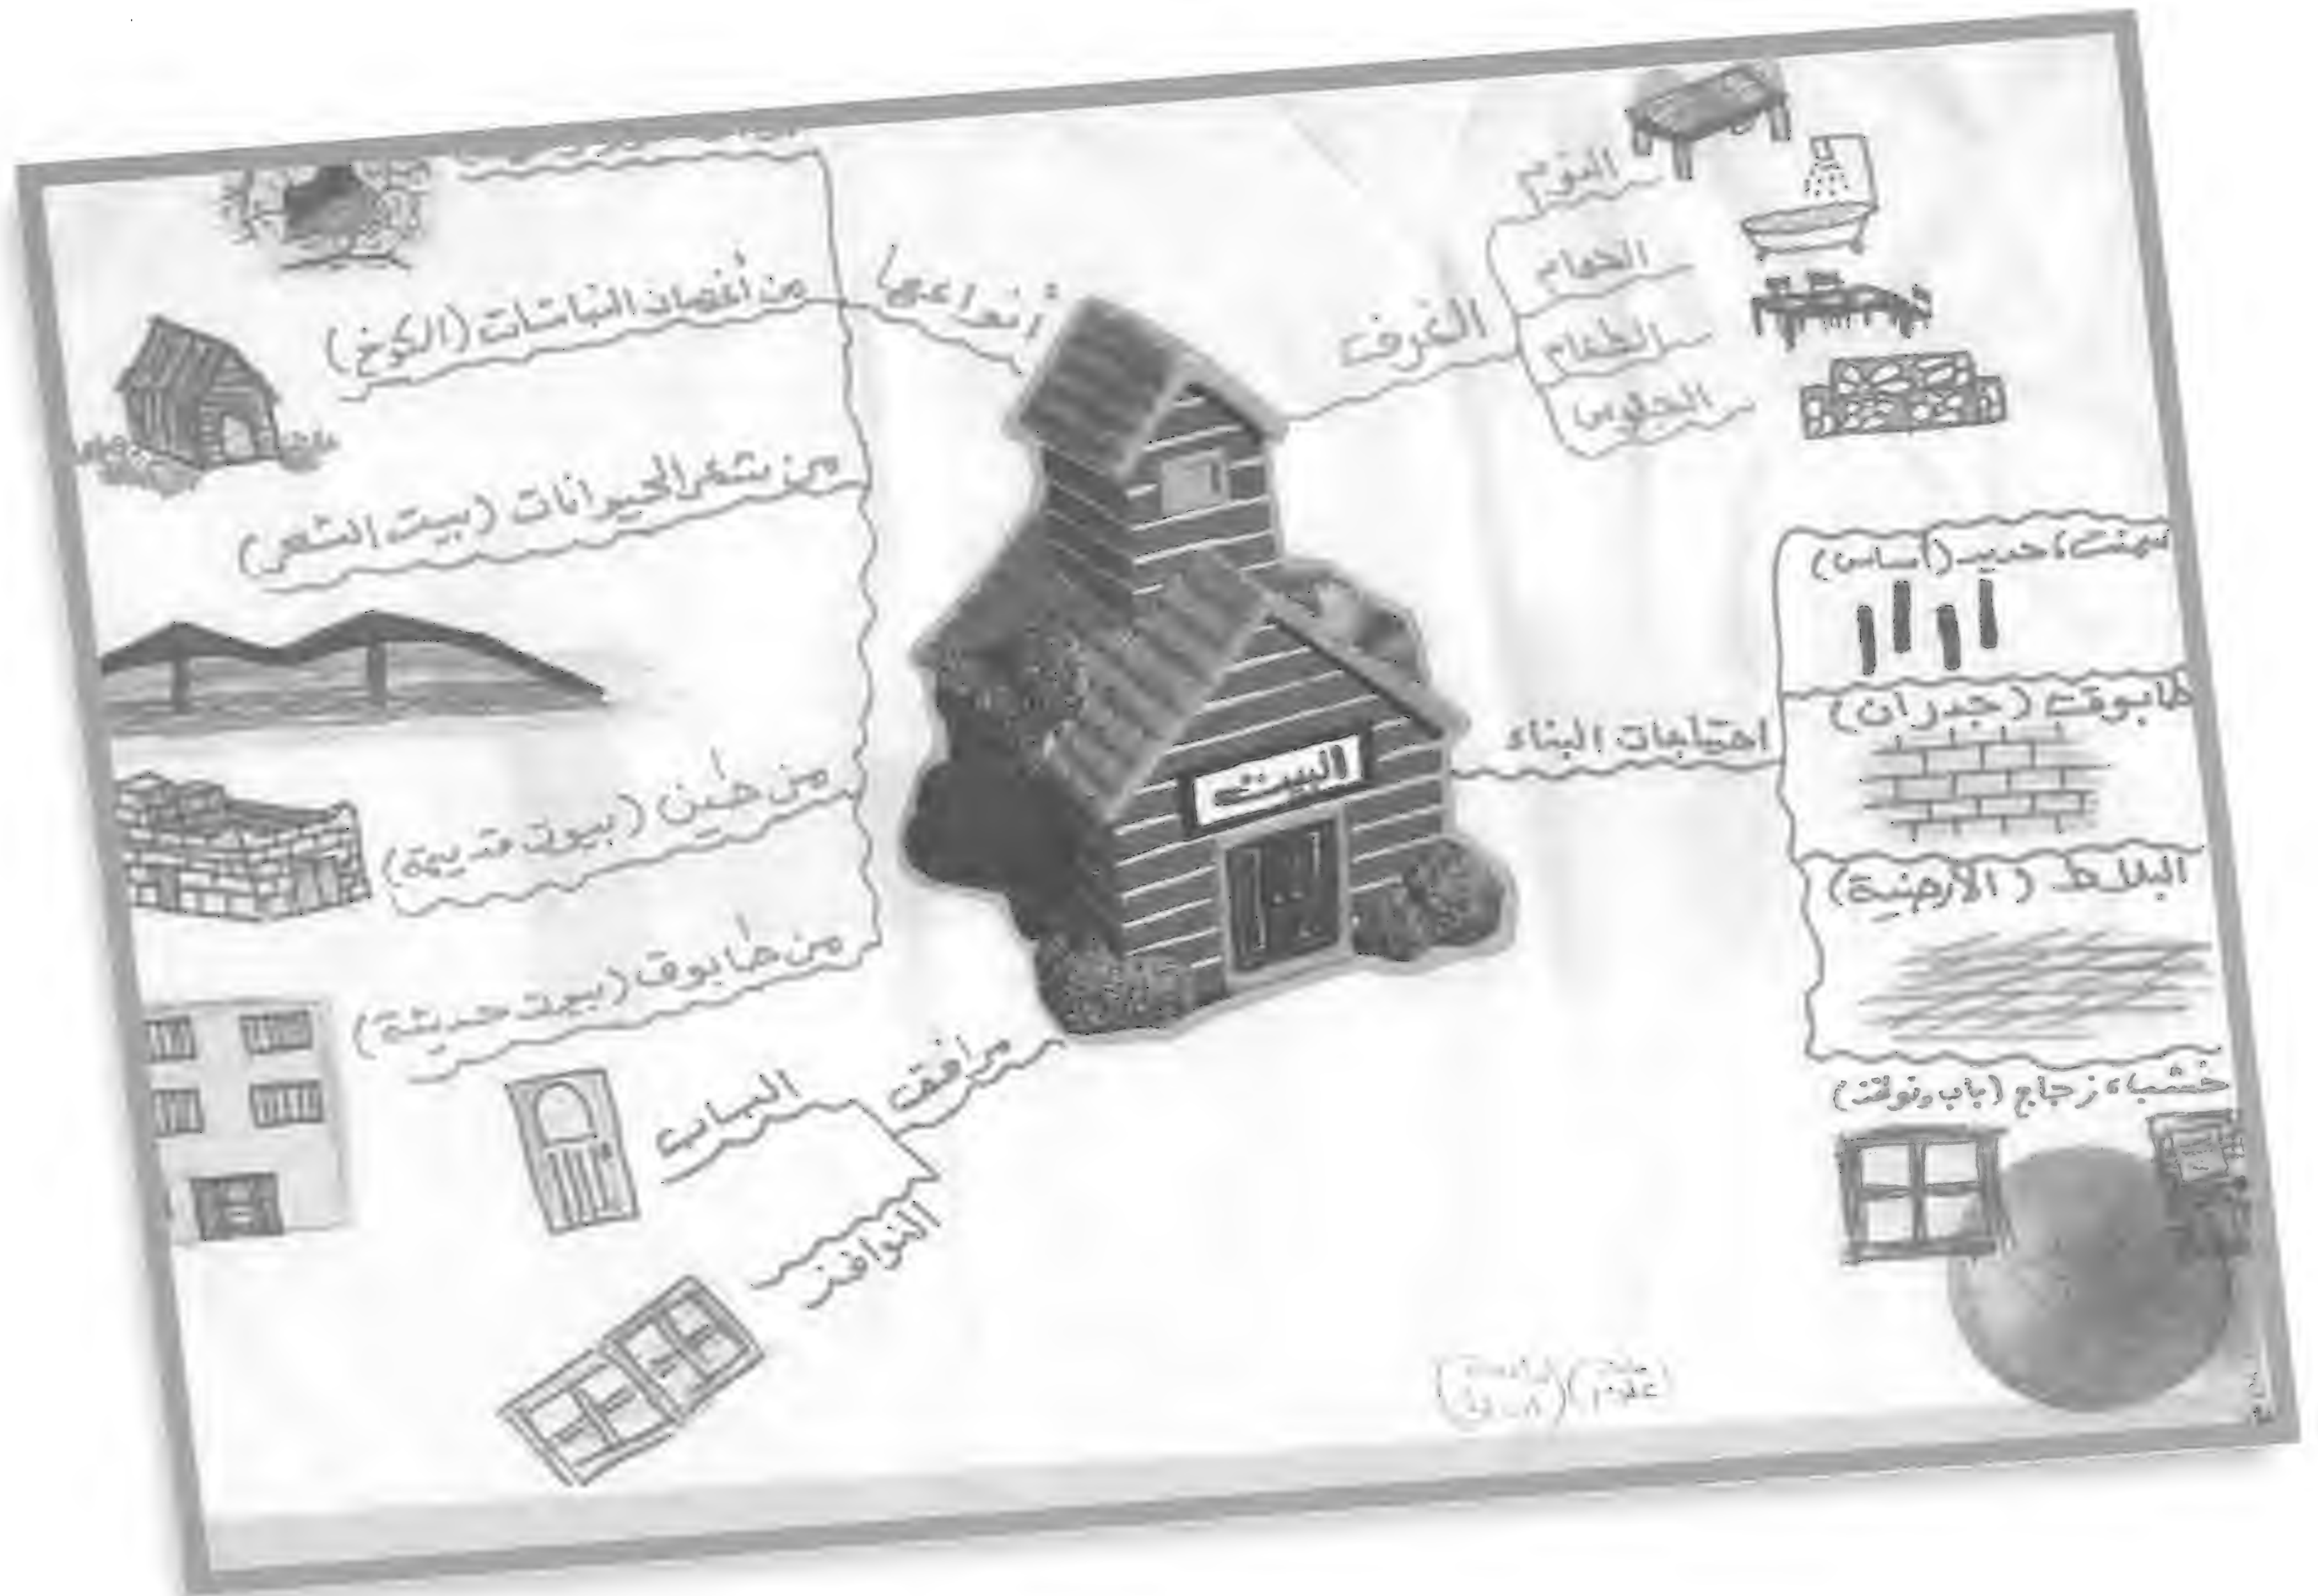 البيت
الغرف
النوم
الحمام
الطعام
الجلوس
احتياجات البناء
سمنت، حديد (أساس)
طابوق (جدران)
البلاط (الأرضية)
خشب، زجاج (باب ونوافذ)
أنواعها
من أغصان النباتات (الكوخ)
من شعر الحيوانات (بيت الشعر)
من طين (بيوت قديمة)
من طابوق (بيوت حديثة)
مرافق
الباب
النوافذ